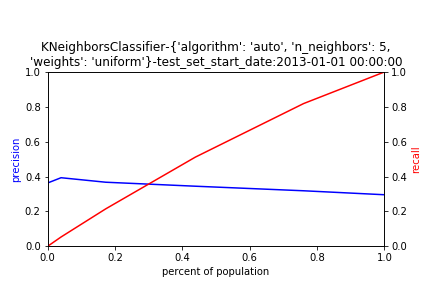 KNeighborsClassifier-{'algorithm': 'auto', 'n_neighbors': 5,
'weights': 'uniform'}-test_set_start_date:2013-01-01 00:00:00
1.0
0.8
0.6
0.4
0.2
0.0
precision
1.0
0.8
0.6
0.4
0.2
0.0
recall
0.0 0.2 0.4 0.6 0.8 1.0
percent of population